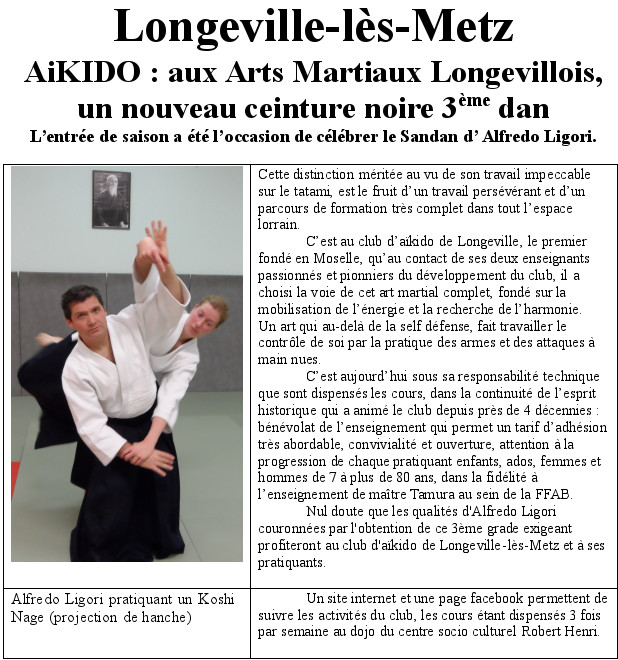 Longeville-lès-Metz
AiKIDO : aux Arts Martiaux Longevillois,
un nouveau ceinture noire 3ème dan
L’entrée de saison a été l’occasion de célébrer le Sandan d’ Alfredo Ligori.
Cette distinction méritée au vu de son travail impeccable
sur le tatami, est le fruit d’un travail persévérant et d’un
parcours de formation très complet dans tout l’espace
lorrain.
C’est au club d’aïkido de Longeville, le premier
fondé en Moselle, qu’au contact de ses deux enseignants
passionnés et pionniers du développement du club, il a
choisi la voie de cet art martial complet, fondé sur la
mobilisation de l’énergie et la recherche de l’harmonie.
Un art qui au-delà de la self défense, fait travailler le
contrôle de soi par la pratique des armes et des attaques à
main nues.
C’est aujourd’hui sous sa responsabilité technique
que sont dispensés les cours, dans la continuité de l’esprit
historique qui a animé le club depuis près de 4 décennies :
bénévolat de l’enseignement qui permet un tarif d’adhésion
très abordable, convivialité et ouverture, attention à la
progression de chaque pratiquant enfants, ados, femmes et
hommes de 7 à plus de 80 ans, dans la fidélité à
l’enseignement de maître Tamura au sein de la FFAB.
Nul doute que les qualités d'Alfredo Ligori
couronnées par l'obtention de ce 3ème grade exigeant
profiteront au club d'aïkido de Longeville-lès-Metz et à ses
pratiquants.
Alfredo Ligori pratiquant un Koshi
Nage (projection de hanche)
Un site internet et une page facebook permettent de
suivre les activités du club, les cours étant dispensés 3 fois
par semaine au dojo du centre socio culturel Robert Henri.